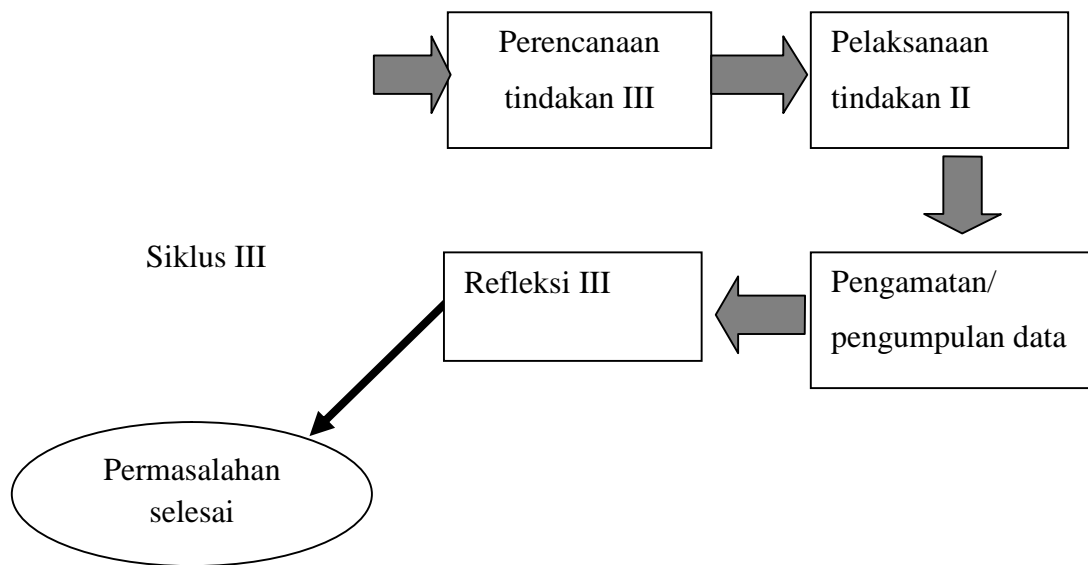 Perencanaan
tindakan III
Pelaksanaan
tindakan II
Siklus III
Refleksi III
Pengamatan/
pengumpulan data
Permasalahan
selesai